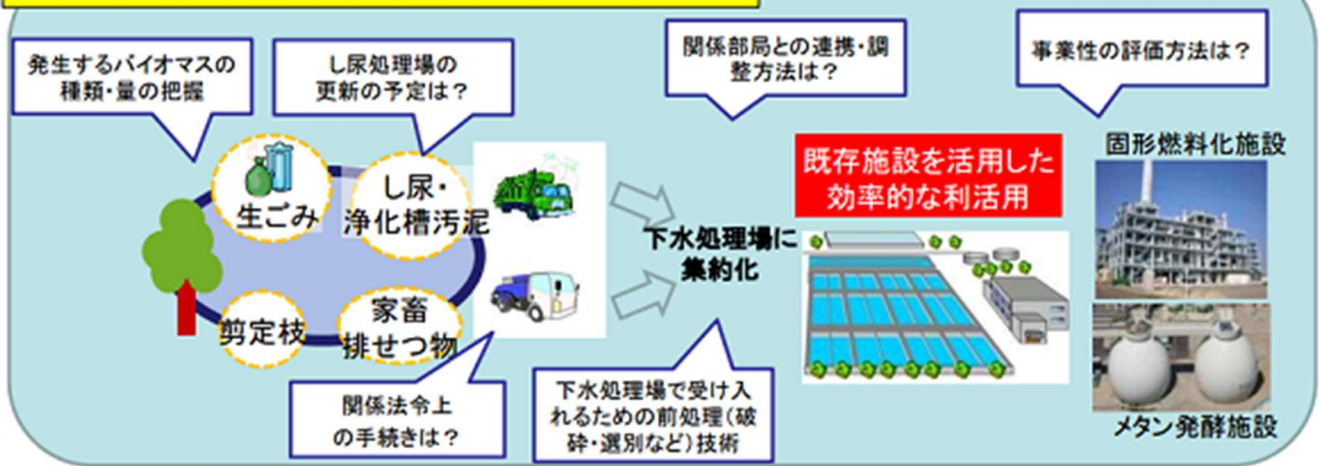 発生するバイオマスの
種類・量の把握
し尿処理場の
更新の予定は？
関係部局との連携・調
整方法は？
事業性の評価方法は？
生ごみ
し尿・
浄化槽汚泥
剪定枝
家畜
排せつ物
下水処理場に
集約化
既存施設を活用した
効率的な利活用
固形燃料化施設
メタン発酵施設
関係法令上
の手続きは？
下水処理場で受け入
れるための前処理（破
砕・選別など）技術